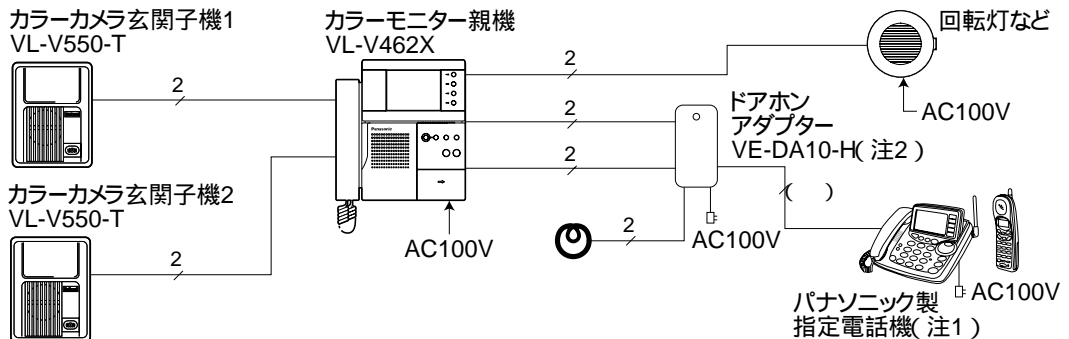 カラーカメラ玄関子機1
VL-V550-T
カラーモニター親機
VL-V462X
回転灯など
AC100V
2
2
2
2
2
2
Panasonic
ドアホン
アダプター
VE-DA10-H(注2)
( )
カラーカメラ玄関子機2
VL-V550-T
AC100V
AC100V
AC100V
パナソニック製
指定電話機(注1)